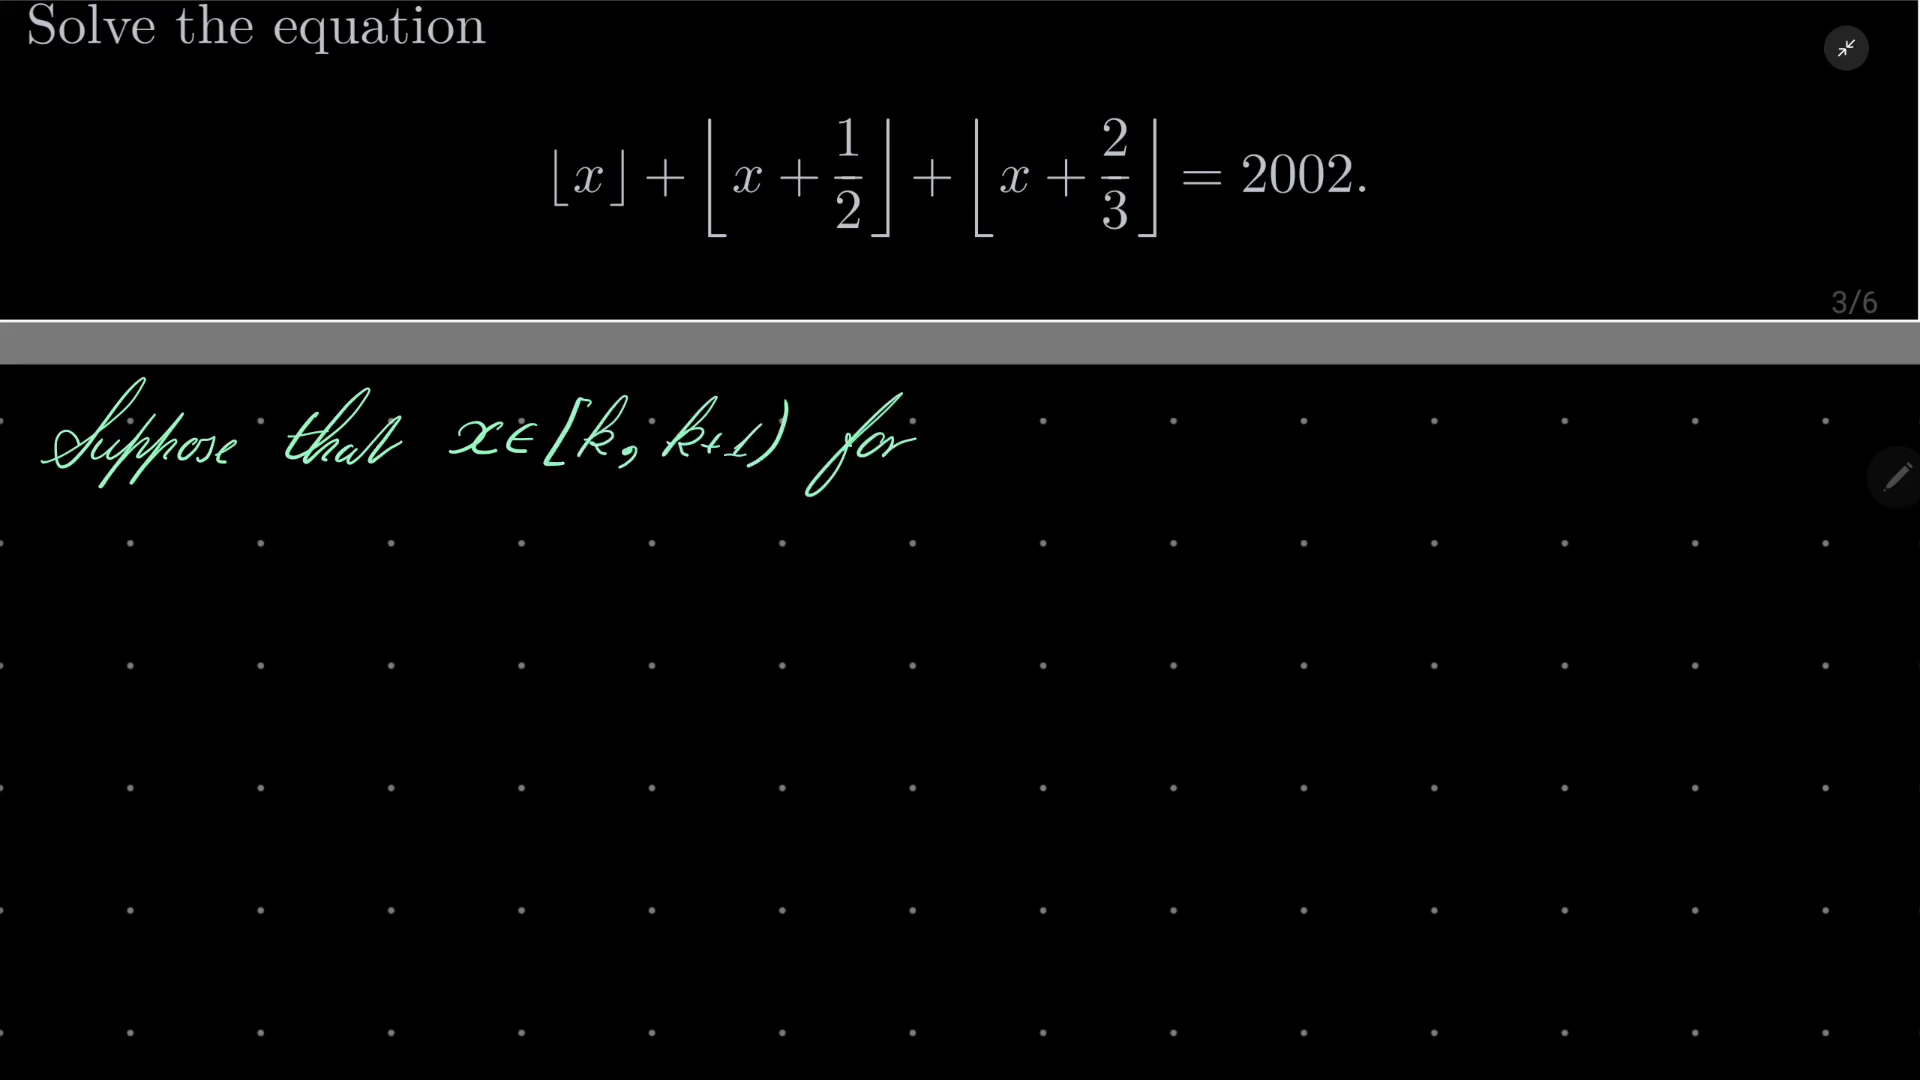 Solve the equation
⌊x⌋ + ⌊x + 1/2⌋ + ⌊x + 2/3⌋ = 2002.
3/6
Suppose that x∈[k, k+1) for